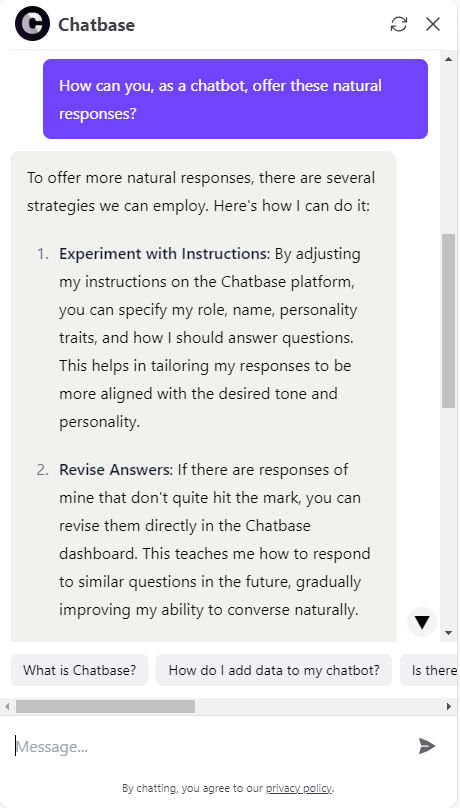 Chatbase
How can you, as a chatbot, offer these natural
responses?
To offer more natural responses, there are several
strategies we can employ. Here's how I can do it:
1. Experiment with Instructions: By adjusting
my instructions on the Chatbase platform,
you can specify my role, name, personality
traits, and how I should answer questions.
This helps in tailoring my responses to be
more aligned with the desired tone and
personality.
2. Revise Answers: If there are responses of
mine that don't quite hit the mark, you can
revise them directly in the Chatbase
dashboard. This teaches me how to respond
to similar questions in the future, gradually
improving my ability to converse naturally.
What is Chatbase? How do I add data to my chatbot? Is there
Message...
By chatting, you agree to our privacy policy.